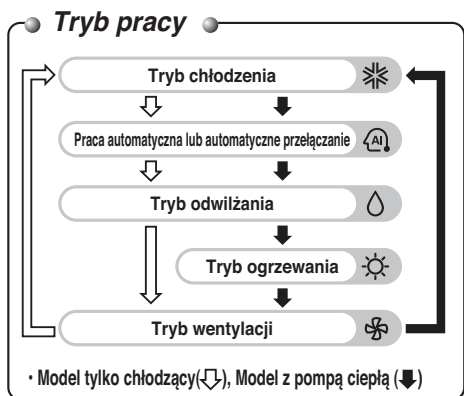 Tryb pracy
Tryb chłodzenia
Praca automatyczna lub automatyczne przełączanie
AI
Tryb odwilżania
Tryb ogrzewania
Tryb wentylacji
· Model tylko chłodzący(⇩), Model z pompą ciepłą (⬇)